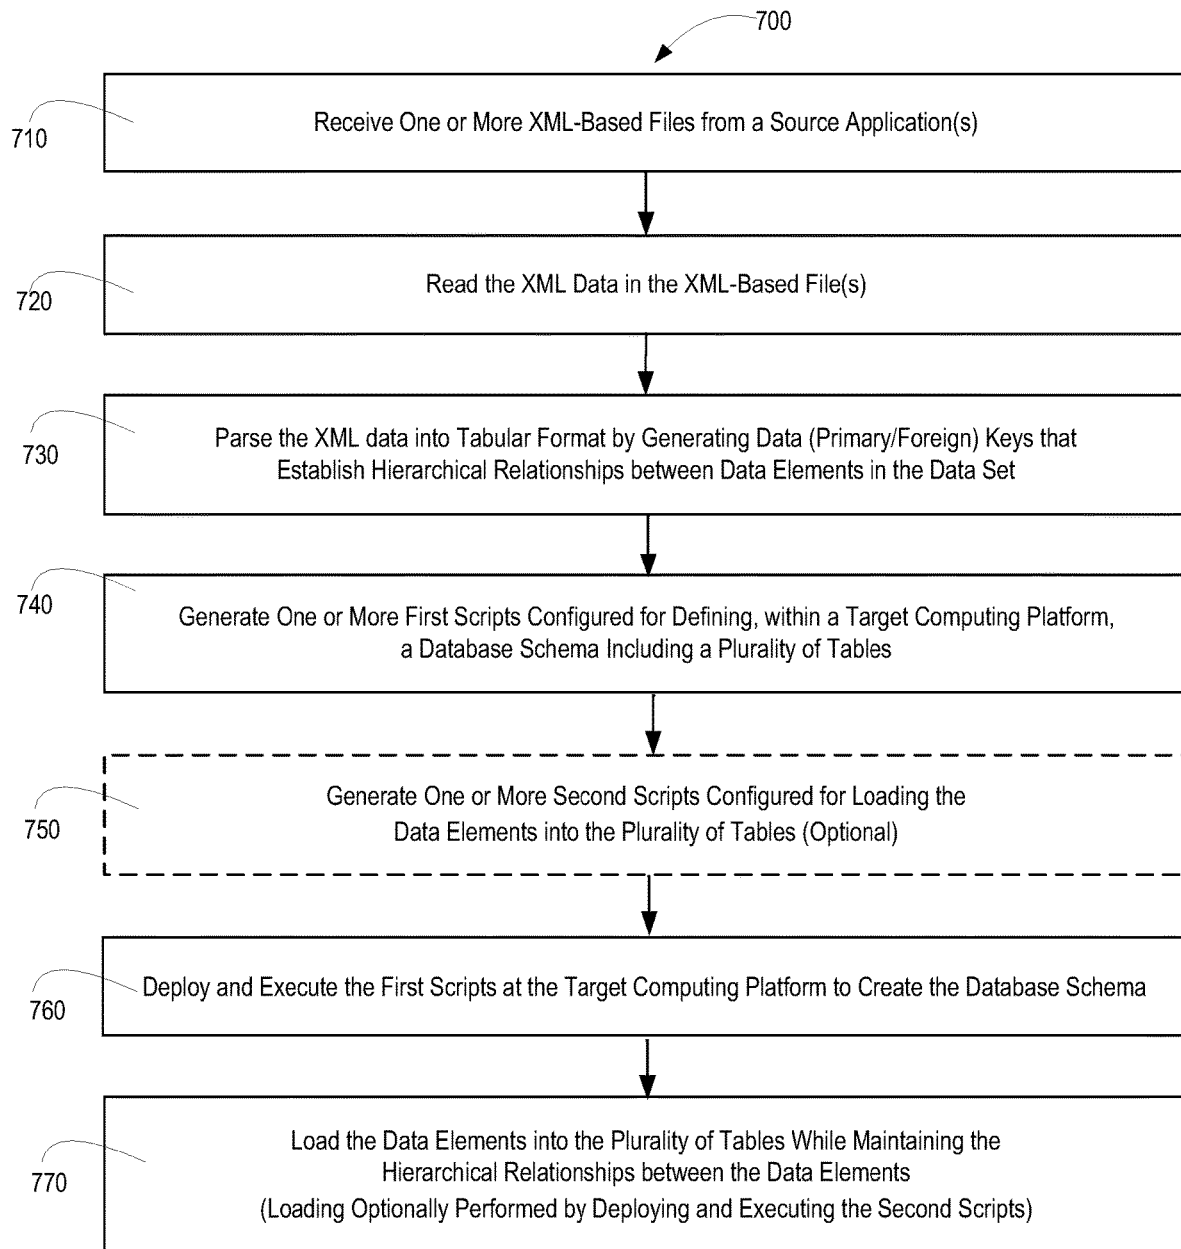 700
710
Receive One or More XML-Based Files from a Source Application(s)
720
Read the XML Data in the XML-Based File(s)
730
Parse the XML data into Tabular Format by Generating Data (Primary/Foreign) Keys that
Establish Hierarchical Relationships between Data Elements in the Data Set
740
Generate One or More First Scripts Configured for Defining, within a Target Computing Platform,
a Database Schema Including a Plurality of Tables
750
Generate One or More Second Scripts Configured for Loading the
Data Elements into the Plurality of Tables (Optional)
760
Deploy and Execute the First Scripts at the Target Computing Platform to Create the Database Schema
770
Load the Data Elements into the Plurality of Tables While Maintaining the
Hierarchical Relationships between the Data Elements
(Loading Optionally Performed by Deploying and Executing the Second Scripts)